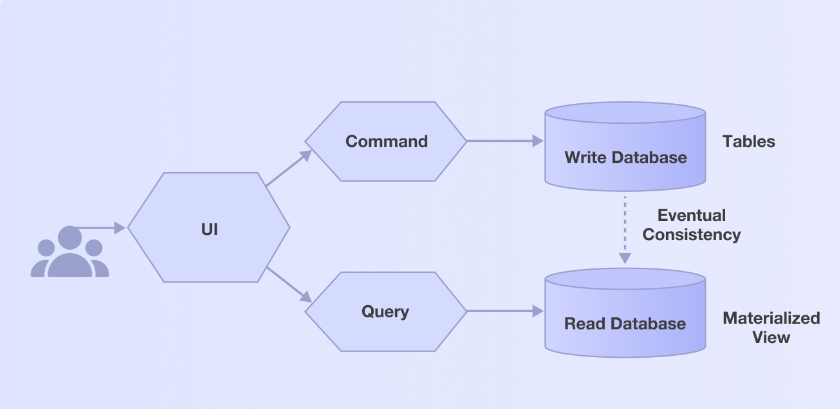 Command
Write Database
Tables
UI
Eventual
Consistency
Query
Read Database
Materialized
View